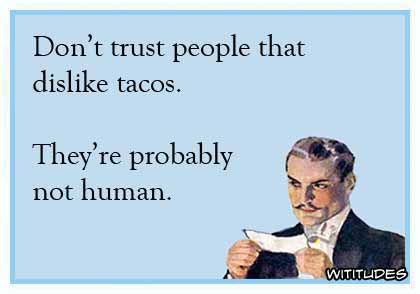 Don't trust people that
dislike tacos.
They're probably
not human.
WITITUDES